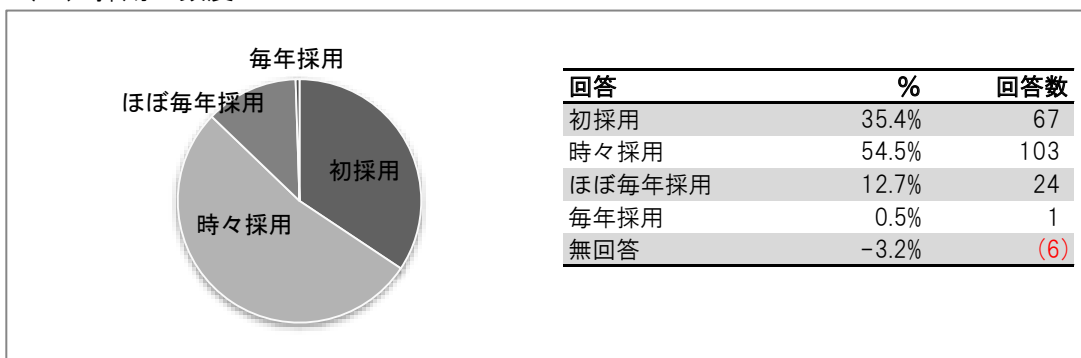 毎年採用
ほぼ毎年採用
初採用
時々採用
回答 % 回答数
初採用 35.4% 67
時々採用 54.5% 103
ほぼ毎年採用 12.7% 24
毎年採用 0.5% 1
無回答 -3.2% (6)